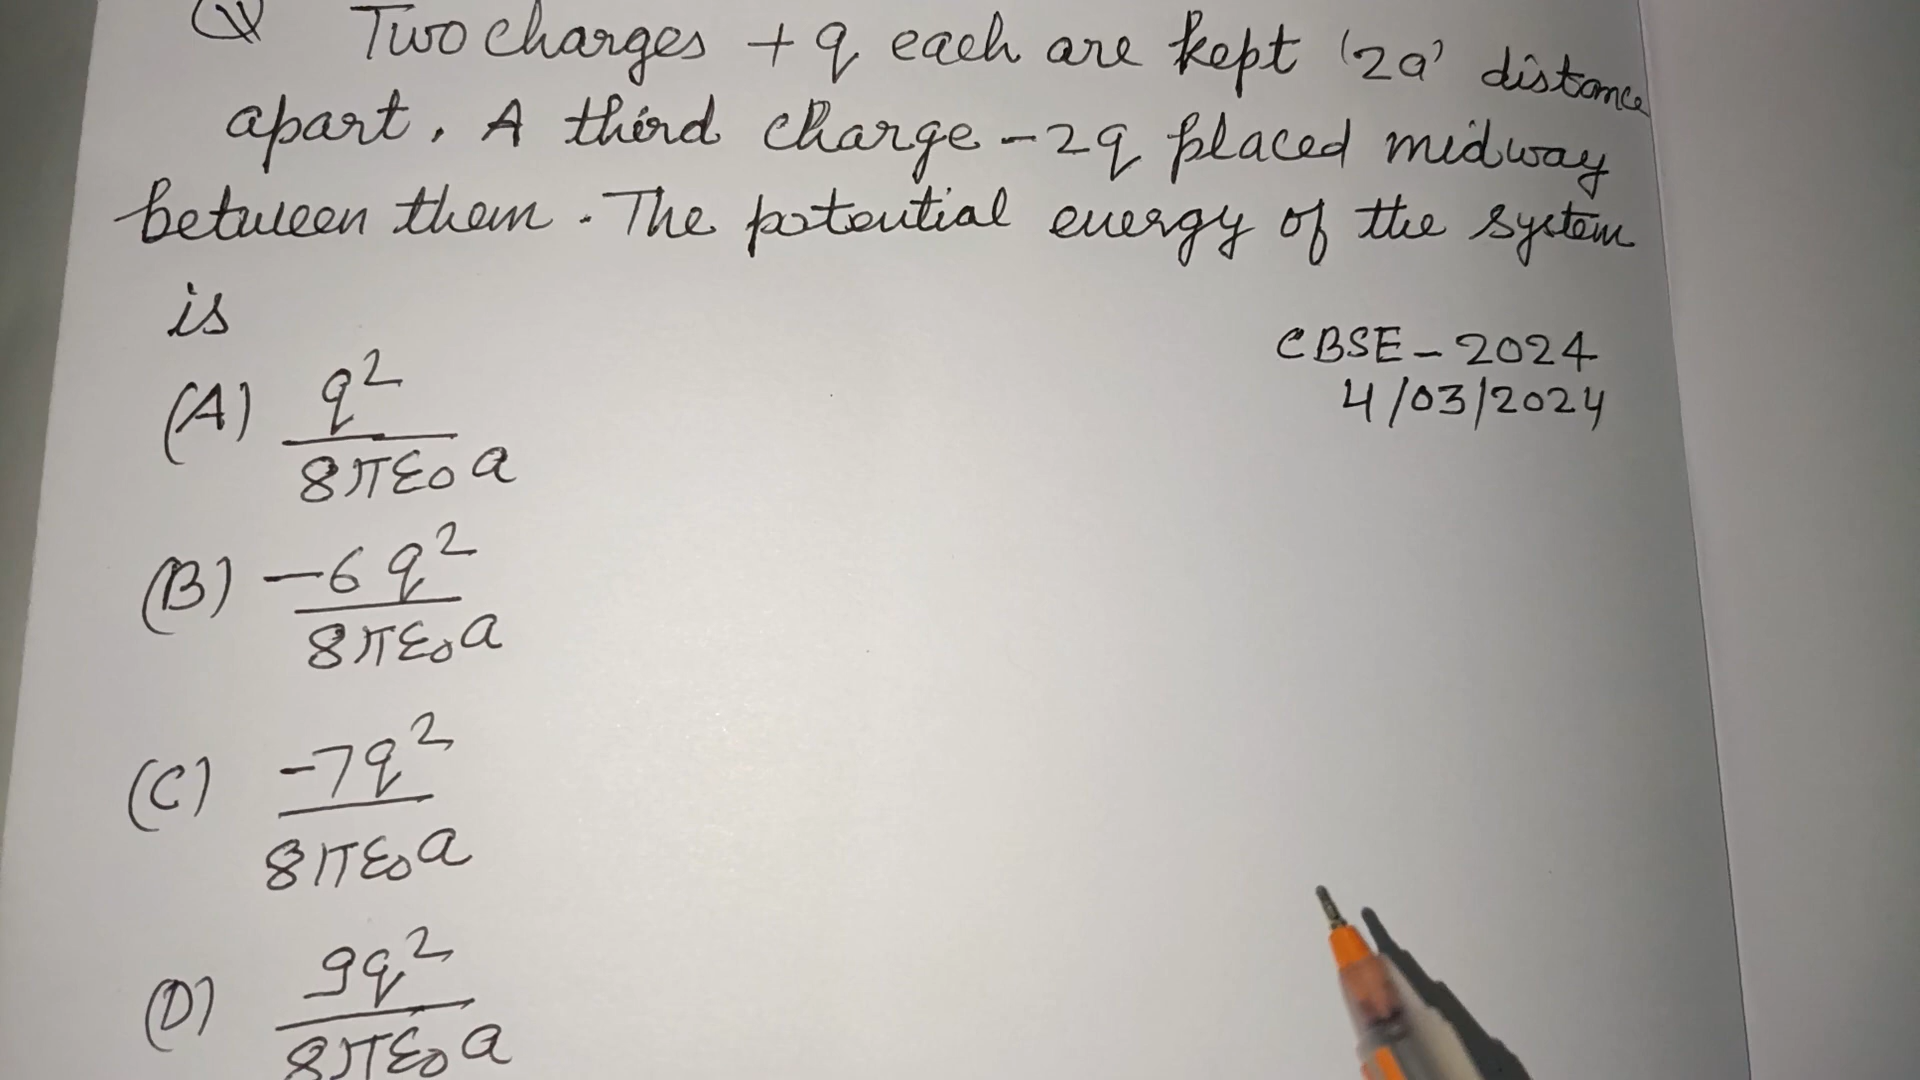 Q Two charges +q each are kept '2a' distance
apart. A third charge -2q placed midway
between them. The potential energy of the system
is
CBSE-2024
4/03/2024
(A) q²/8πε₀a
(B) -6q²/8πε₀a
(C) -7q²/8πε₀a
(D) 9q²/8πε₀a